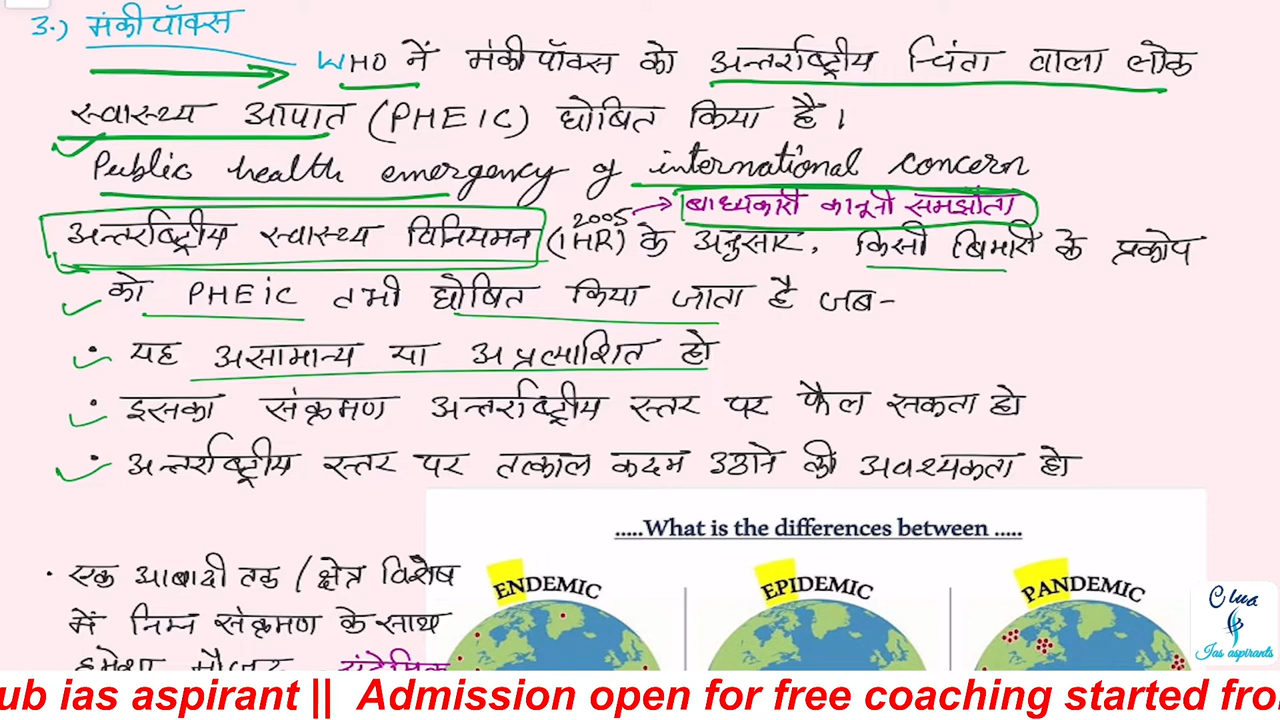 3.) मंकीपॉक्स
WHO नें मंकीपॉक्स को अन्तर्राष्ट्रीय चिंता वाला लोक
स्वास्थ्य आपात (PHEIC) घोषित किया है।
Public health emergency of international concern
2005 → बाध्यकारी कानूनी समझोता
अन्तर्राष्ट्रीय स्वास्थ्य विनियमन (IHR) के अनुसार, किसी बिमारी के प्रकोप
को PHEIC तभी घोषित किया जाता है जब-
• यह असामान्य या अप्रत्याशित हो
• इसका संक्रमण अन्तर्राष्ट्रीय स्तर पर फैल सकता हो
• अन्तर्राष्ट्रीय स्तर पर तत्काल कदम उठाने की अवश्यकता हो
.....What is the differences between .....
ENDEMIC EPIDEMIC PANDEMIC
• एक आबादी तक / क्षेत्र विशेष
में निम्न संक्रमण के साथ
हमेशा मौजूद एंडेमिक
Club
Ias aspirants
ub ias aspirant || Admission open for free coaching started from